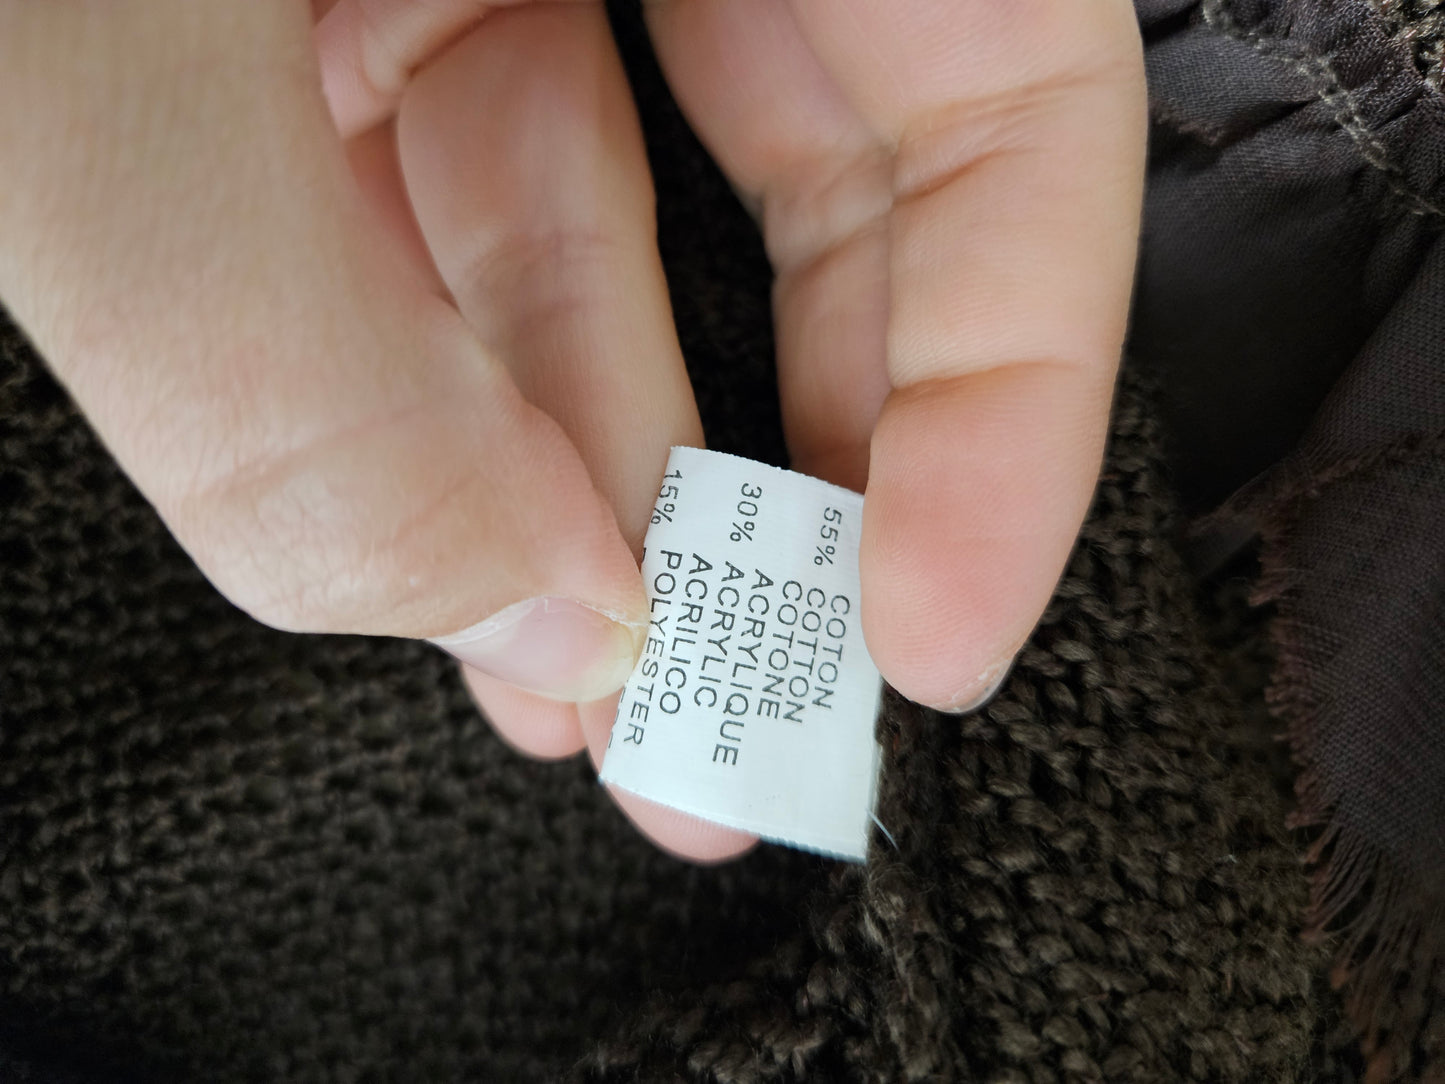 55% COTON
COTTON
COTONE
30% ACRYLIQUE
ACRYLIC
ACRILICO
15% POLYESTER